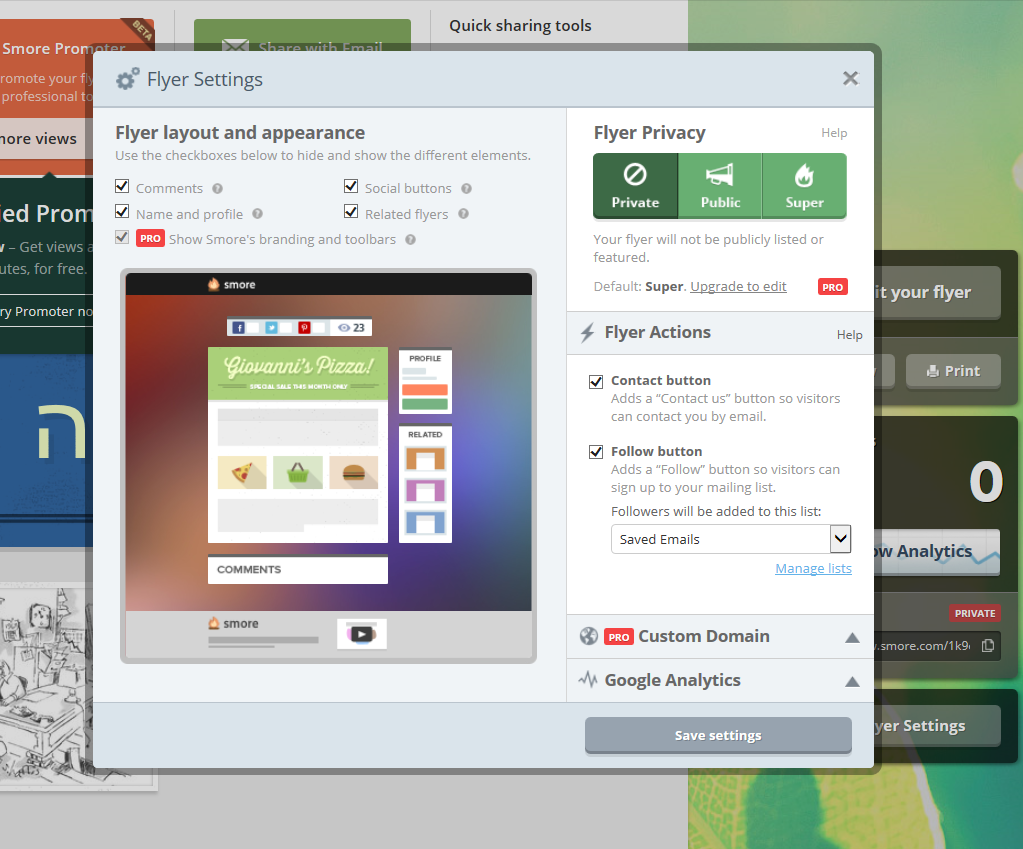 Quick sharing tools
BETA
Smore Promoter
Share with Email
romote your fly
professional to
more views
ied Prom
– Get views a
utes, for free.
ry Promoter no
ה
Flyer Settings
Flyer layout and appearance
Use the checkboxes below to hide and show the different elements.
Comments ?
Social buttons ?
Name and profile ?
Related flyers ?
PRO Show Smore's branding and toolbars ?
smore
23
Giovanni's Pizza!
SPECIAL SALE THIS MONTH ONLY
PROFILE
RELATED
COMMENTS
smore
Flyer Privacy
Help
Private
Public
Super
Your flyer will not be publicly listed or
featured.
Default: Super. Upgrade to edit PRO
Flyer Actions
Help
Contact button
Adds a “Contact us” button so visitors
can contact you by email.
Follow button
Adds a “Follow” button so visitors can
sign up to your mailing list.
Followers will be added to this list:
Saved Emails
Manage lists
PRO Custom Domain
Google Analytics
Save settings
it your flyer
Print
0
ow Analytics
PRIVATE
.smore.com/1k9
yer Settings